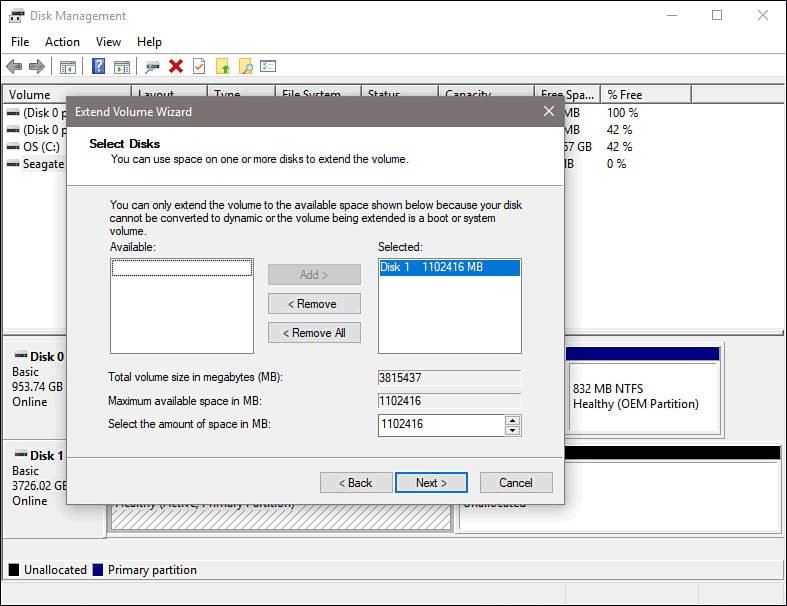 Disk Management
File Action View Help
Volume Layout Type File System Status Capacity Free Spa... % Free
(Disk 0 p MB 100 %
(Disk 0 p MB 42 %
OS (C:) 57 GB 42 %
Seagate 0 %
Extend Volume Wizard
Select Disks
You can use space on one or more disks to extend the volume.
You can only extend the volume to the available space shown below because your disk
cannot be converted to dynamic or the volume being extended is a boot or system
volume.
Available: Selected:
Disk 1 1102416 MB
Add >
< Remove
< Remove All
Total volume size in megabytes (MB): 3815437
Maximum available space in MB: 1102416
Select the amount of space in MB: 1102416
< Back Next > Cancel
Disk 0
Basic
953.74 GB
Online
832 MB NTFS
Healthy (OEM Partition)
Disk 1
Basic
3726.02 GB
Online
Healthy (Active, Primary Partition)
Unallocated
Unallocated Primary partition